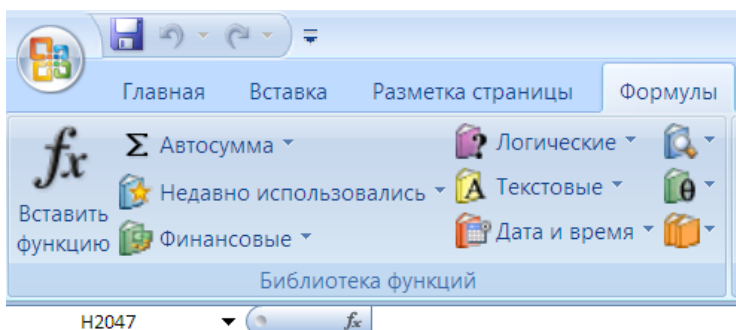 Главная Вставка Разметка страницы Формулы
fx Вставить функцию
Σ Автосумма
Недавно использовались
Финансовые
? Логические
A Текстовые
Дата и время
θ
Библиотека функций
H2047 fx